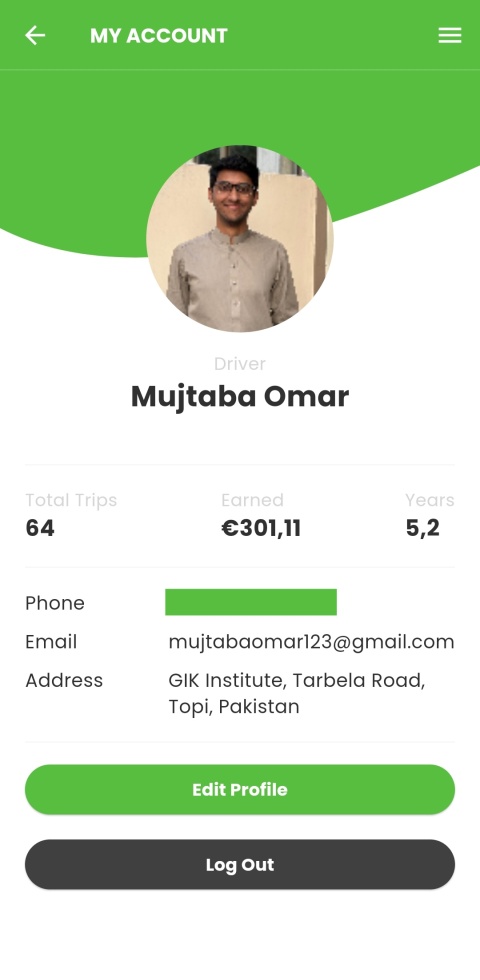 MY ACCOUNT
Driver
Mujtaba Omar
Total Trips Earned Years
64 €301,11 5,2
Phone
Email mujtabaomar123@gmail.com
Address GIK Institute, Tarbela Road,
Topi, Pakistan
Edit Profile
Log Out